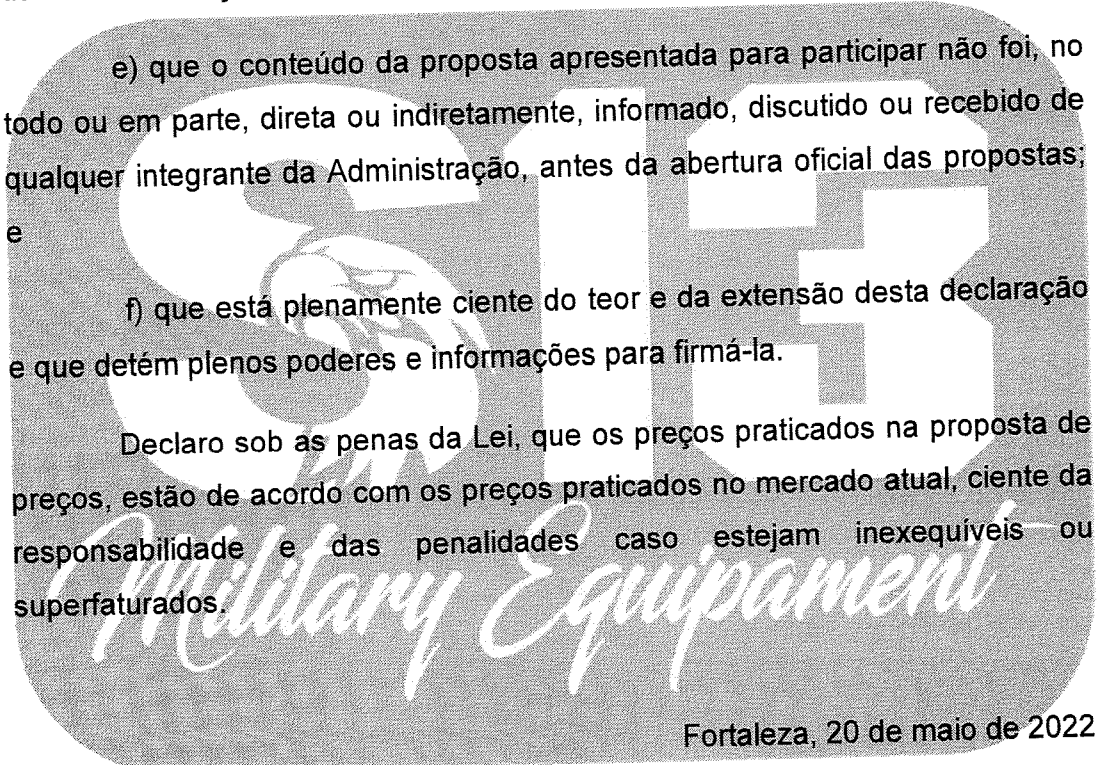 e) que o conteúdo da proposta apresentada para participar não foi, no
todo ou em parte, direta ou indiretamente, informado, discutido ou recebido de
qualquer integrante da Administração, antes da abertura oficial das propostas;
e
f) que está plenamente ciente do teor e da extensão desta declaração
e que detém plenos poderes e informações para firmá-la.
Declaro sob as penas da Lei, que os preços praticados na proposta de
preços, estão de acordo com os preços praticados no mercado atual, ciente da
responsabilidade e das penalidades caso estejam inexequíveis ou
superfaturados.
Fortaleza, 20 de maio de 2022
S13
Military Equipament